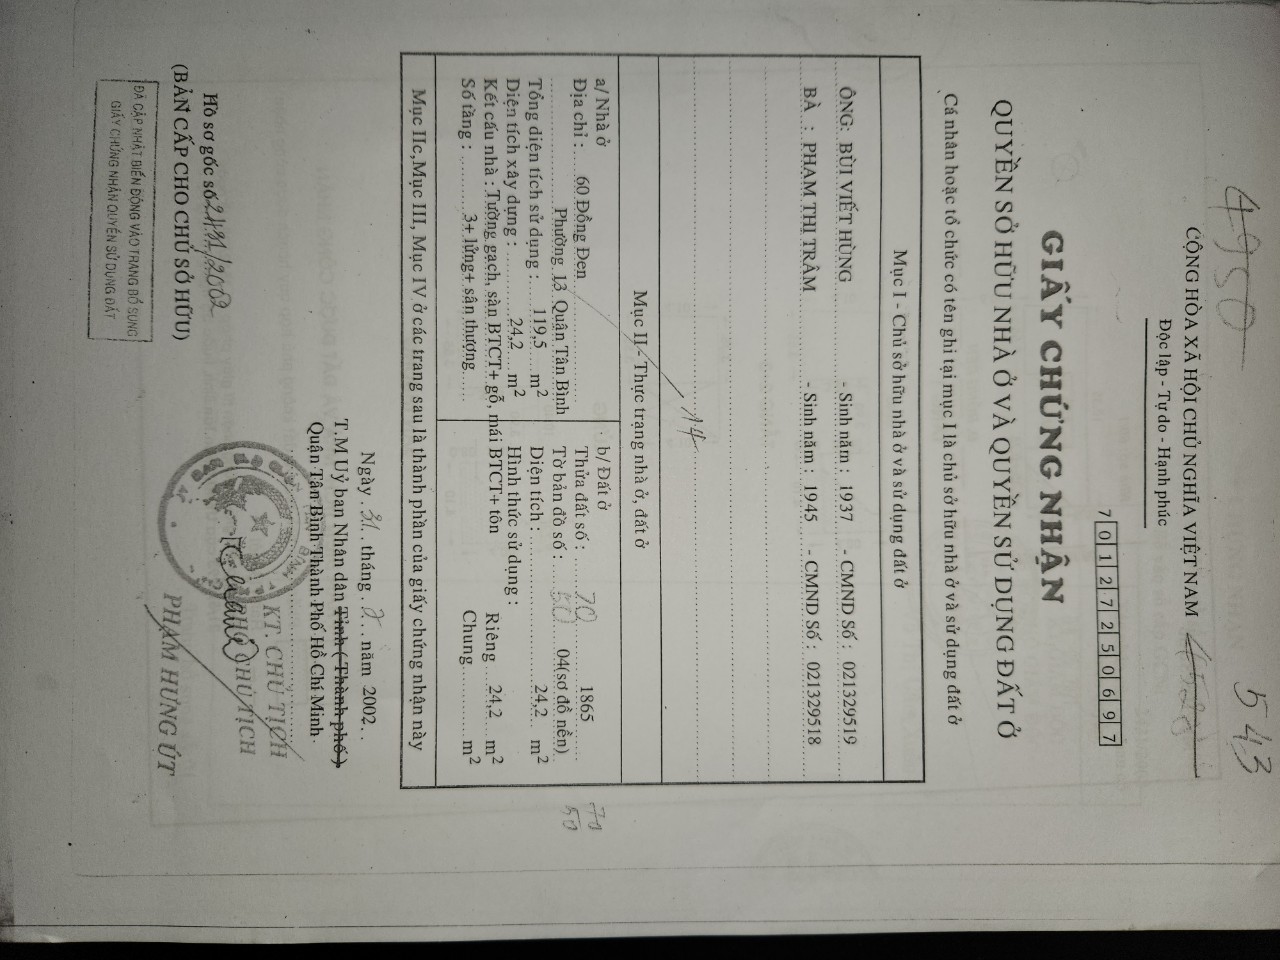 4950
543
CỘNG HÒA XÃ HỘI CHỦ NGHĨA VIỆT NAM
Độc lập - Tự do - Hạnh phúc
7 0 1 2 7 2 5 0 6 9 7
GIẤY CHỨNG NHẬN
QUYỀN SỞ HỮU NHÀ Ở VÀ QUYỀN SỬ DỤNG ĐẤT Ở
Cá nhân hoặc tổ chức có tên ghi tại mục I là chủ sở hữu nhà ở và sử dụng đất ở
Mục I - Chủ sở hữu nhà ở và sử dụng đất ở
ÔNG: BÙI VIẾT HÙNG - Sinh năm : 1937 - CMND Số : 021329519
BÀ : PHẠM THỊ TRÂM - Sinh năm : 1945 - CMND Số : 021329518
14
Mục II - Thực trạng nhà ở, đất ở
a/ Nhà ở
Địa chỉ : 60 Đồng Đen
Phường 13 Quận Tân Bình
Tổng diện tích sử dụng : 119,5 m2
Diện tích xây dựng : 24,2 m2
Kết cấu nhà : Tường gạch, sàn BTCT+ gỗ, mái BTCT+ tôn
Số tầng : 3+ lửng+ sân thượng
b/ Đất ở
Thửa đất số : 70 1865
Tờ bản đồ số : 50 04(sơ đồ nền)
Diện tích : 24,2 m2
Hình thức sử dụng :
Riêng 24,2 m2
Chung m2
70
50
Mục IIc,Mục III, Mục IV ở các trang sau là thành phần của giấy chứng nhận này
Ngày 31 tháng 7 năm 2002
T.M Uỷ ban Nhân dân Tỉnh ( Thành phố )
Quận Tân Bình Thành Phố Hồ Chí Minh
KT. CHỦ TỊCH
PHÓ CHỦ TỊCH
PHẠM HÙNG ÚT
Hồ sơ gốc số 2431/2002
(BẢN CẤP CHO CHỦ SỞ HỮU)
ĐÃ CẬP NHẬT BIẾN ĐỘNG VÀO TRANG BỔ SUNG
GIẤY CHỨNG NHẬN QUYỀN SỬ DỤNG ĐẤT